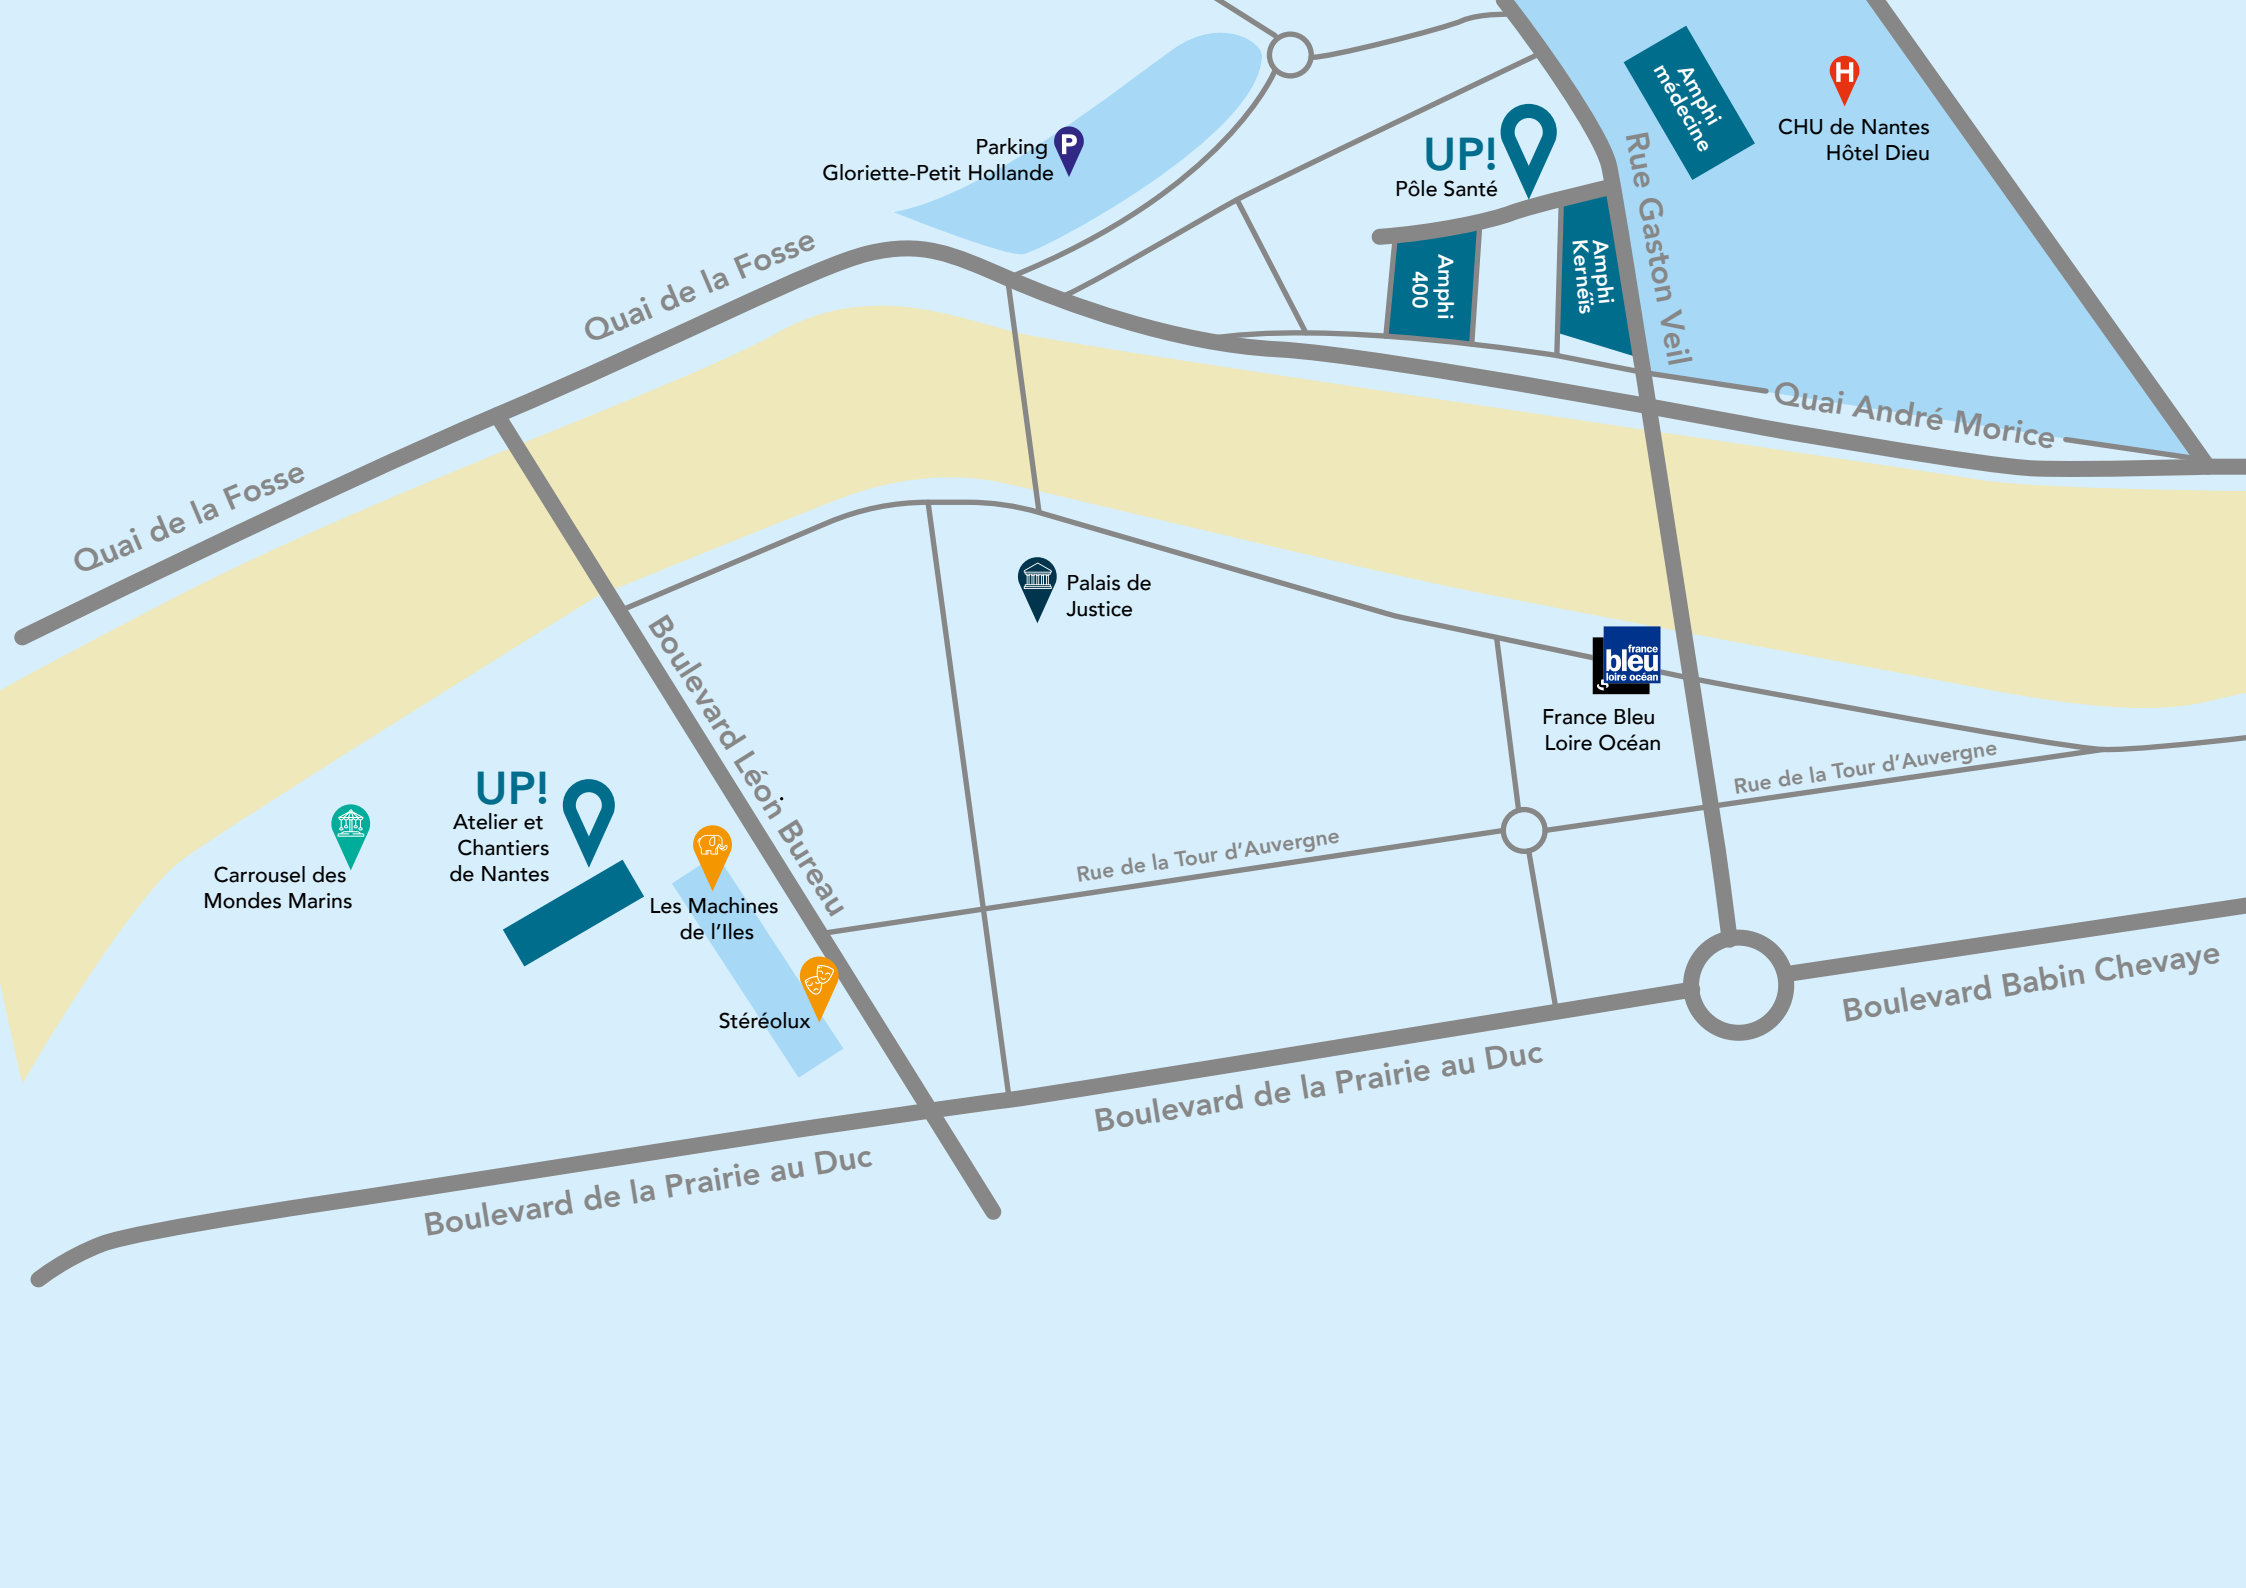 Amphi
médecine
H
CHU de Nantes
Hôtel Dieu
Parking
Gloriette-Petit Hollande
P
UP!
Pôle Santé
Rue Gaston Veil
Amphi
400
Amphi
Kerneïs
Quai de la Fosse
Quai André Morice
Quai de la Fosse
Palais de
Justice
france
bleu
loire océan
France Bleu
Loire Océan
Boulevard Léon Bureau
Rue de la Tour d’Auvergne
Rue de la Tour d’Auvergne
UP!
Atelier et
Chantiers
de Nantes
Carrousel des
Mondes Marins
Les Machines
de l’Iles
Stéréolux
Boulevard Babin Chevaye
Boulevard de la Prairie au Duc
Boulevard de la Prairie au Duc